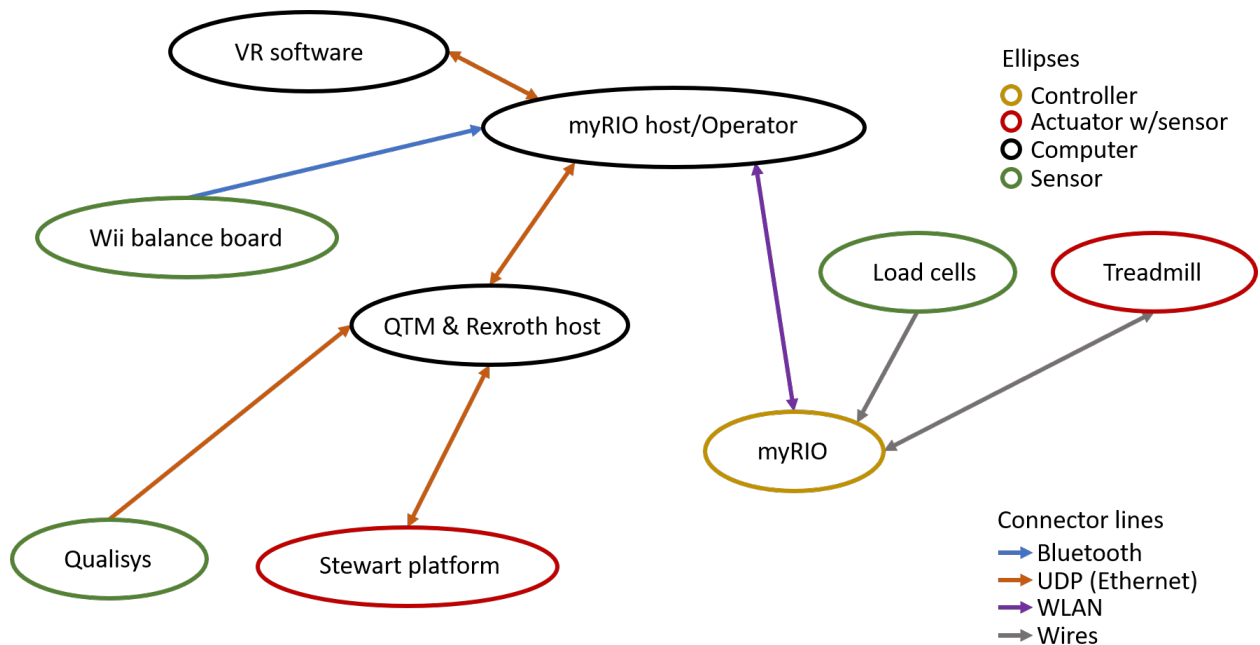 VR software
myRIO host/Operator
Ellipses
Controller
Actuator w/sensor
Computer
Sensor
Wii balance board
Load cells
Treadmill
QTM & Rexroth host
myRIO
Qualisys
Stewart platform
Connector lines
Bluetooth
UDP (Ethernet)
WLAN
Wires